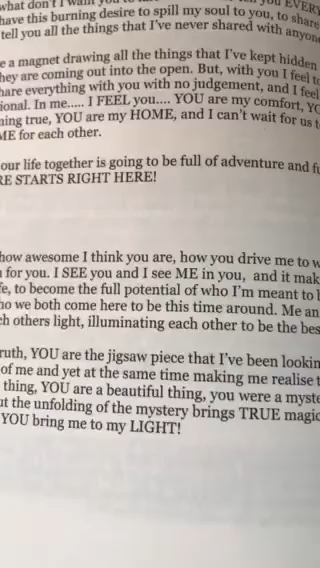 what don't I want you to
have this burning desire to spill my soul to you, to share
tell you all the things that I've never shared with anyone
e a magnet drawing all the things that I've kept hidden
hey are coming out into the open. But, with you I feel to
hare everything with you with no judgement, and I feel
ional. In me..... I FEEL you.... YOU are my comfort, YO
ning true, YOU are my HOME, and I can't wait for us t
ME for each other.
our life together is going to be full of adventure and fu
RE STARTS RIGHT HERE!
how awesome I think you are, how you drive me to w
n for you. I SEE you and I see ME in you, and it mak
fe, to become the full potential of who I'm meant to b
ho we both come here to be this time around. Me an
ch others light, illuminating each other to be the bes
ruth, YOU are the jigsaw piece that I've been lookin
of me and yet at the same time making me realise t
thing, YOU are a beautiful thing, you were a myste
ut the unfolding of the mystery brings TRUE magic
YOU bring me to my LIGHT!